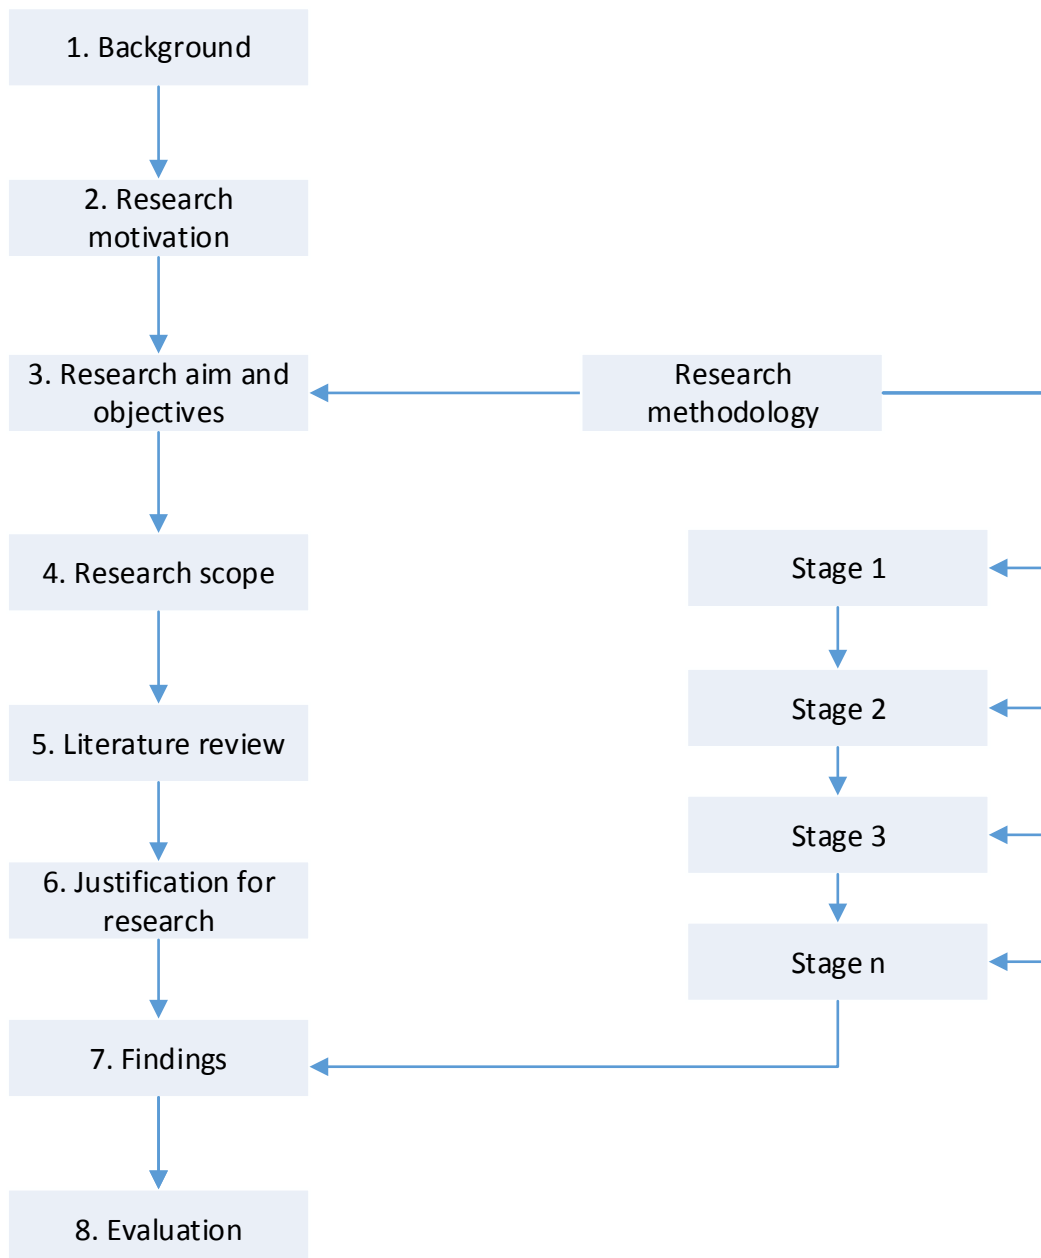 1. Background
2. Research
motivation
3. Research aim and
objectives
Research
methodology
4. Research scope
Stage 1
Stage 2
5. Literature review
Stage 3
6. Justification for
research
Stage n
7. Findings
8. Evaluation